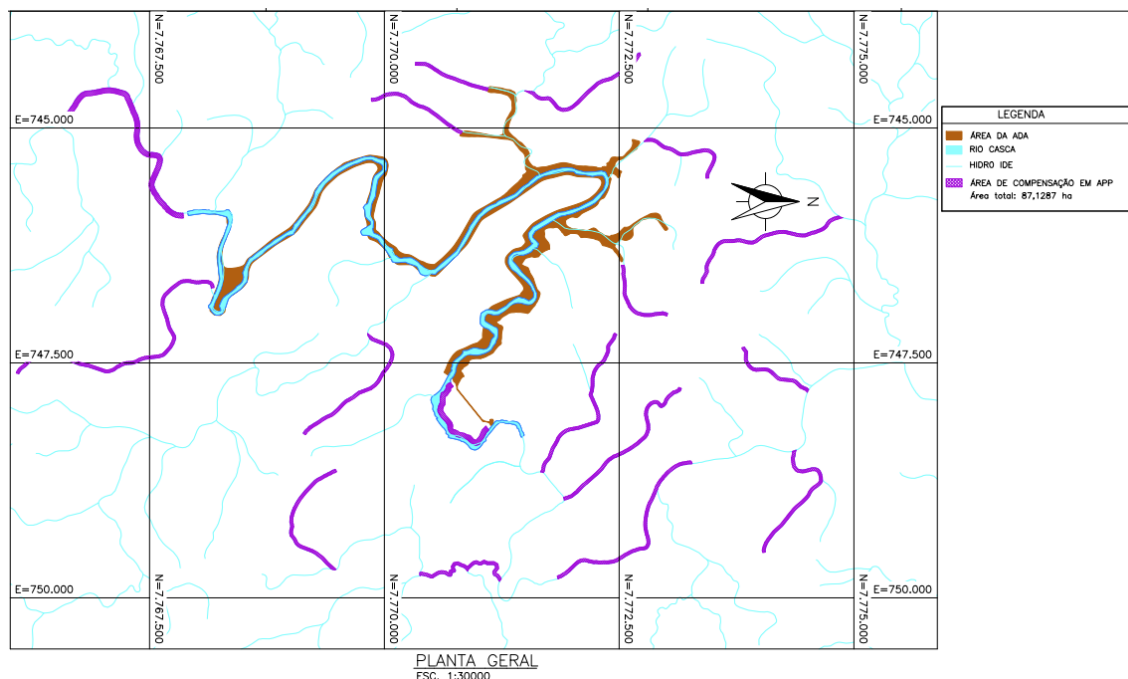 N=7.767.500
N=7.770.000
N=7.772.500
N=7.775.000
E=745.000
E=745.000
LEGENDA
ÁREA DA ADA
RIO CASCA
HIDRO IDE
ÁREA DE COMPENSAÇÃO EM APP
Área total: 87,1287 ha
N
E=747.500
E=747.500
E=750.000
E=750.000
N=7.767.500
N=7.770.000
N=7.772.500
N=7.775.000
PLANTA GERAL
ESC. 1:30000